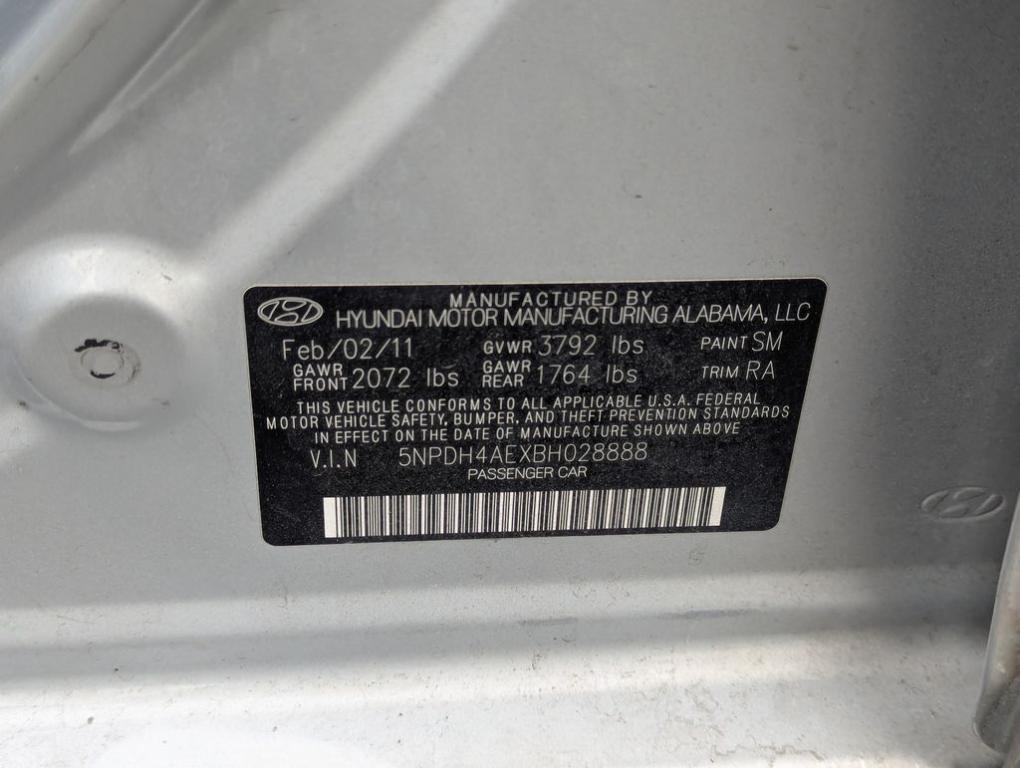 MANUFACTURED BY
HYUNDAI MOTOR MANUFACTURING ALABAMA, LLC
Feb/02/11 GVWR 3792 lbs PAINT SM
GAWR FRONT 2072 lbs GAWR REAR 1764 lbs TRIM RA
THIS VEHICLE CONFORMS TO ALL APPLICABLE U.S.A. FEDERAL
MOTOR VEHICLE SAFETY, BUMPER, AND THEFT PREVENTION STANDARDS
IN EFFECT ON THE DATE OF MANUFACTURE SHOWN ABOVE
V.I.N 5NPDH4AEXBH028888
PASSENGER CAR